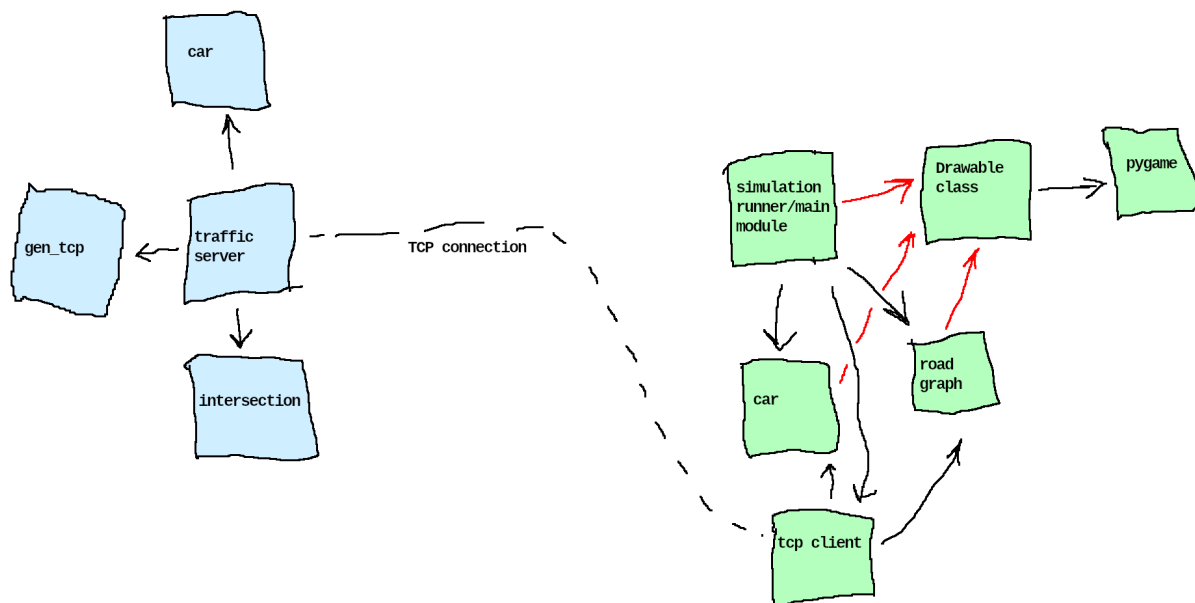 car
gen_tcp
traffic
server
intersection
TCP connection
simulation
runner/main
module
Drawable
class
pygame
car
road
graph
tcp client